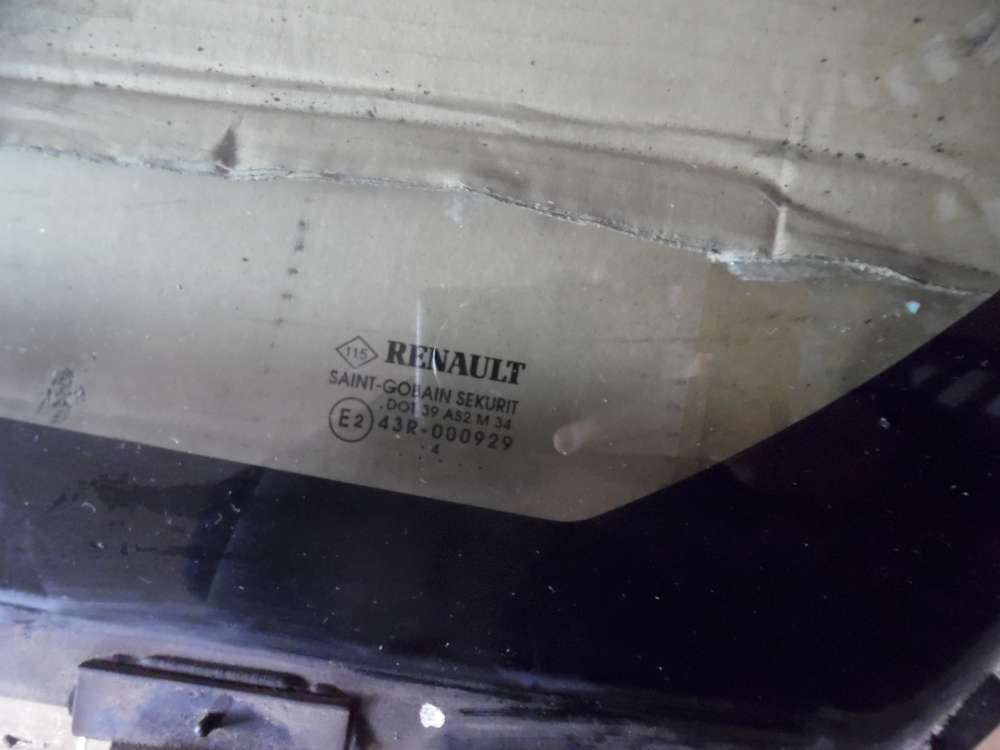 115 RENAULT
SAINT-GOBAIN SEKURIT
DOT 39 AS2 M 34
E2 43R-000929
. 4 . . . .